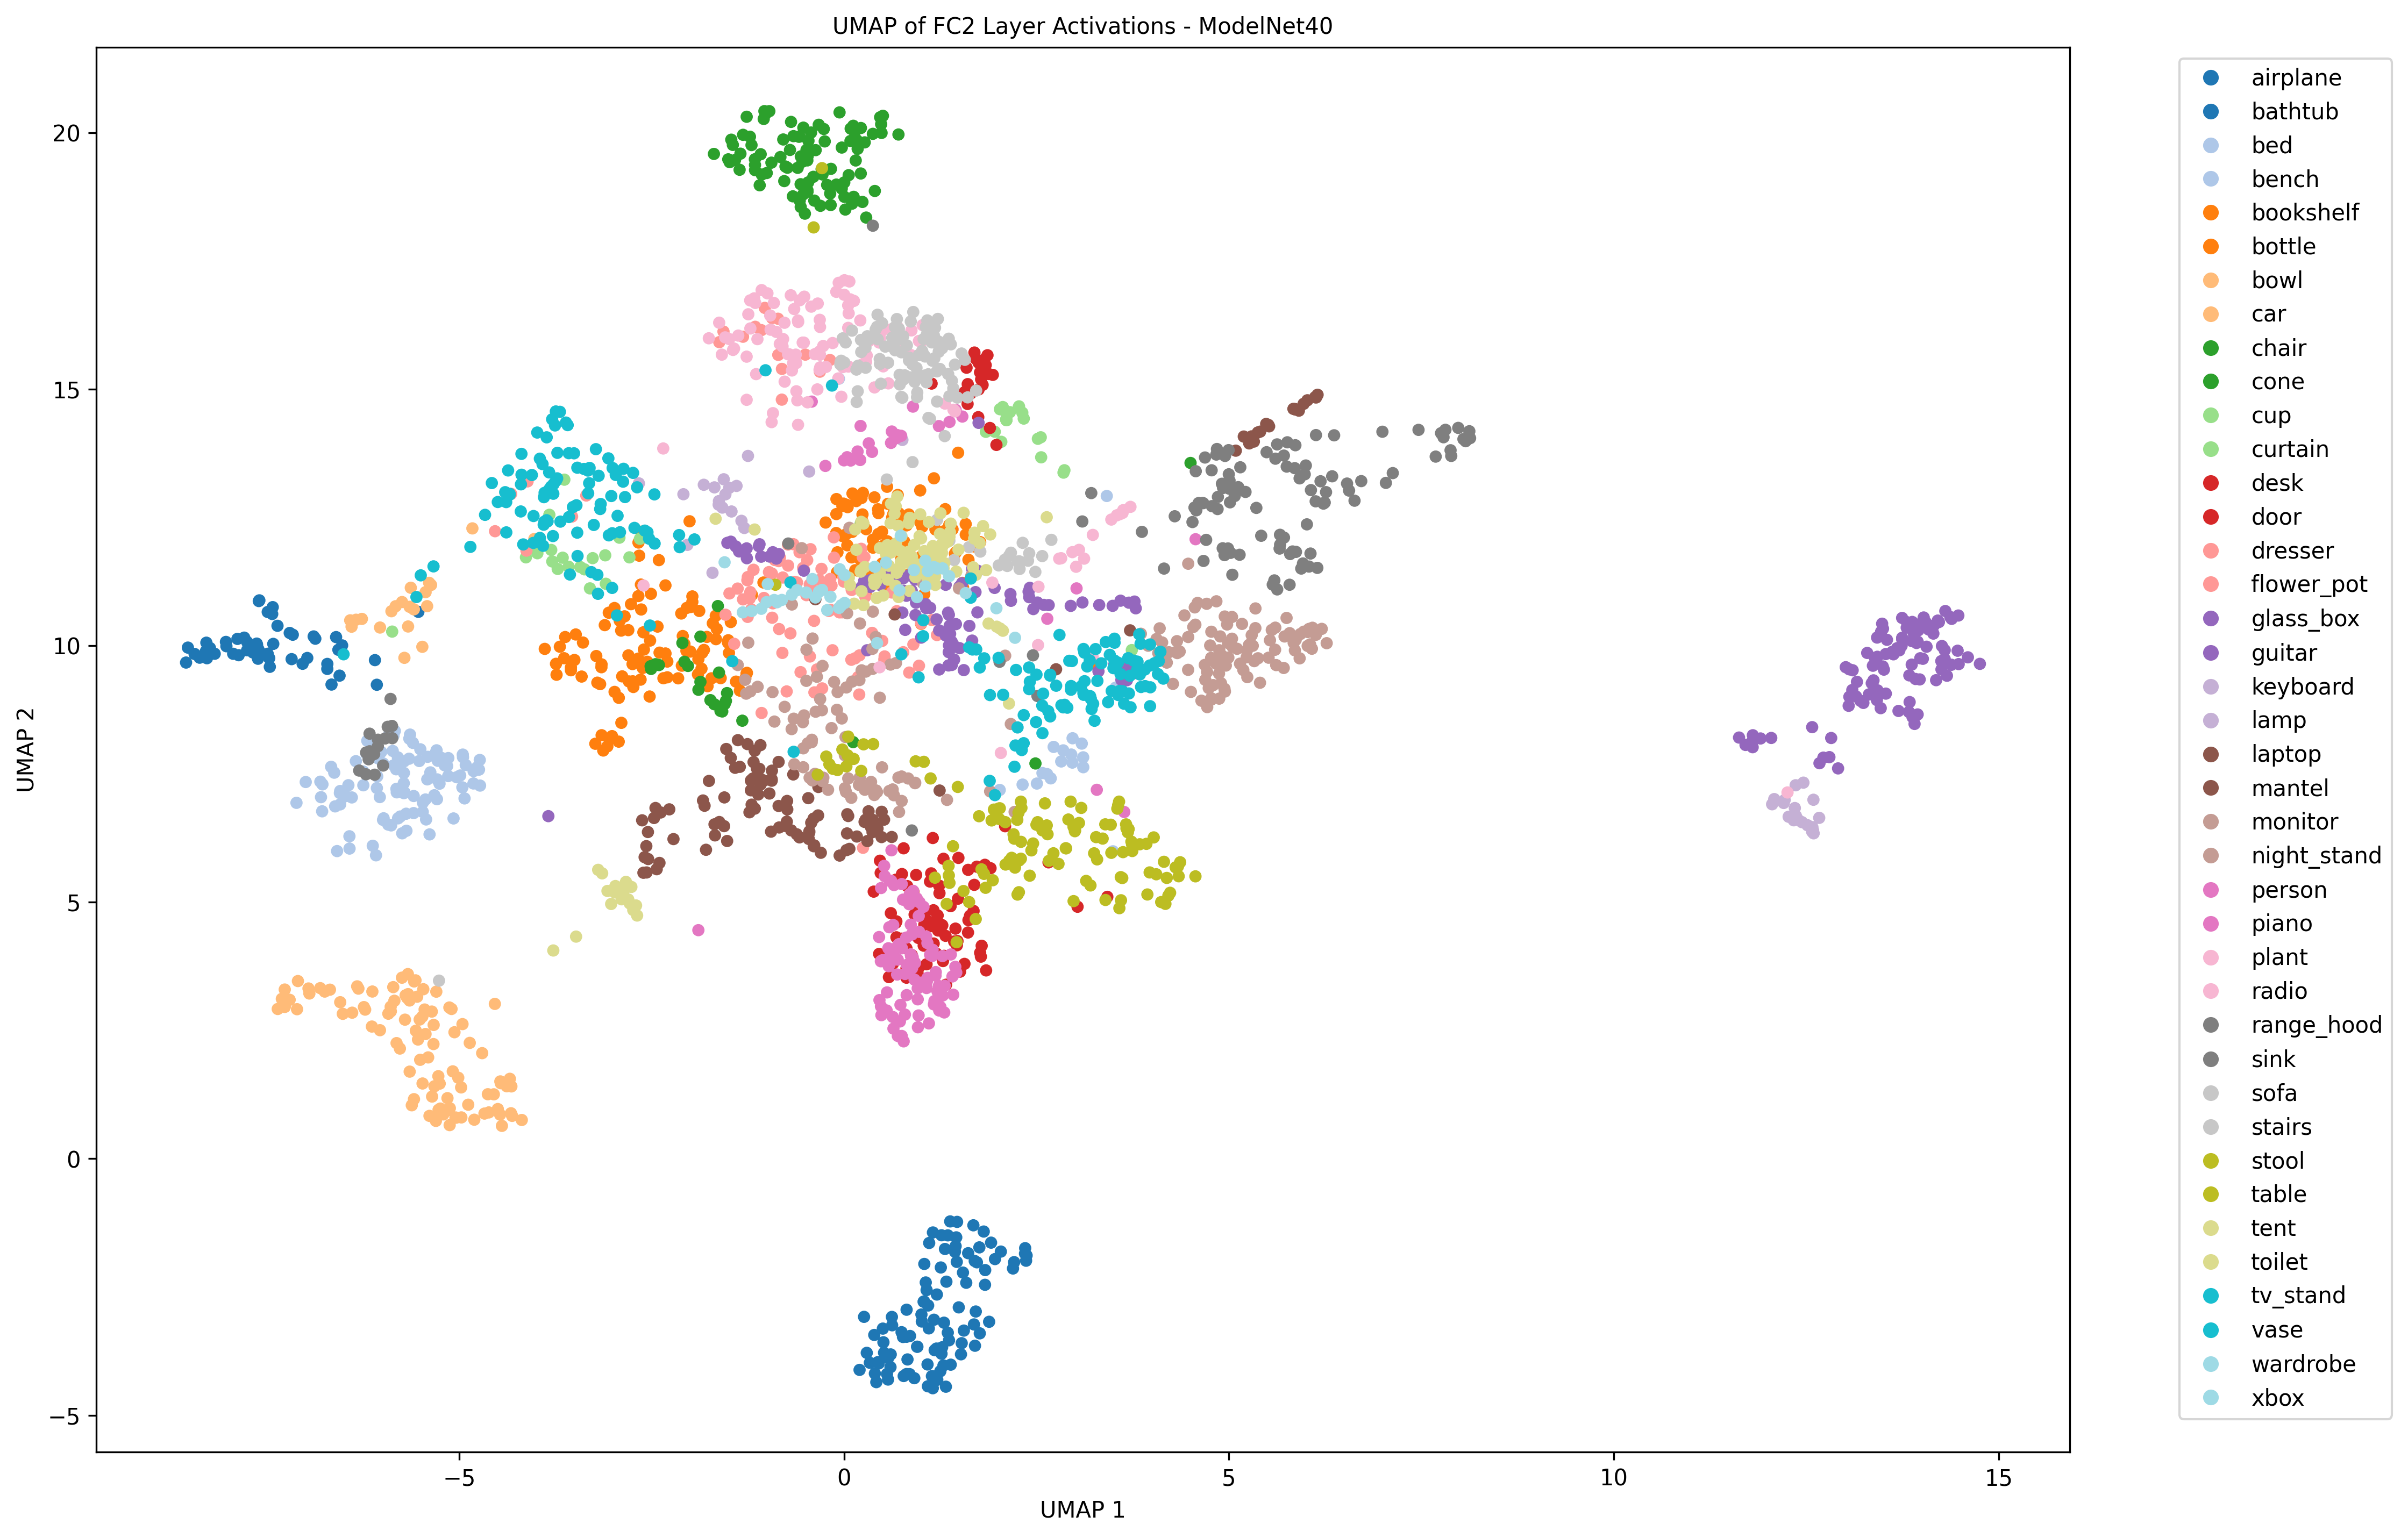 UMAP of FC2 Layer Activations - ModelNet40
20
15
10
5
0
−5
UMAP 2
−5
0
5
10
15
UMAP 1
airplane
bathtub
bed
bench
bookshelf
bottle
bowl
car
chair
cone
cup
curtain
desk
door
dresser
flower_pot
glass_box
guitar
keyboard
lamp
laptop
mantel
monitor
night_stand
person
piano
plant
radio
range_hood
sink
sofa
stairs
stool
table
tent
toilet
tv_stand
vase
wardrobe
xbox